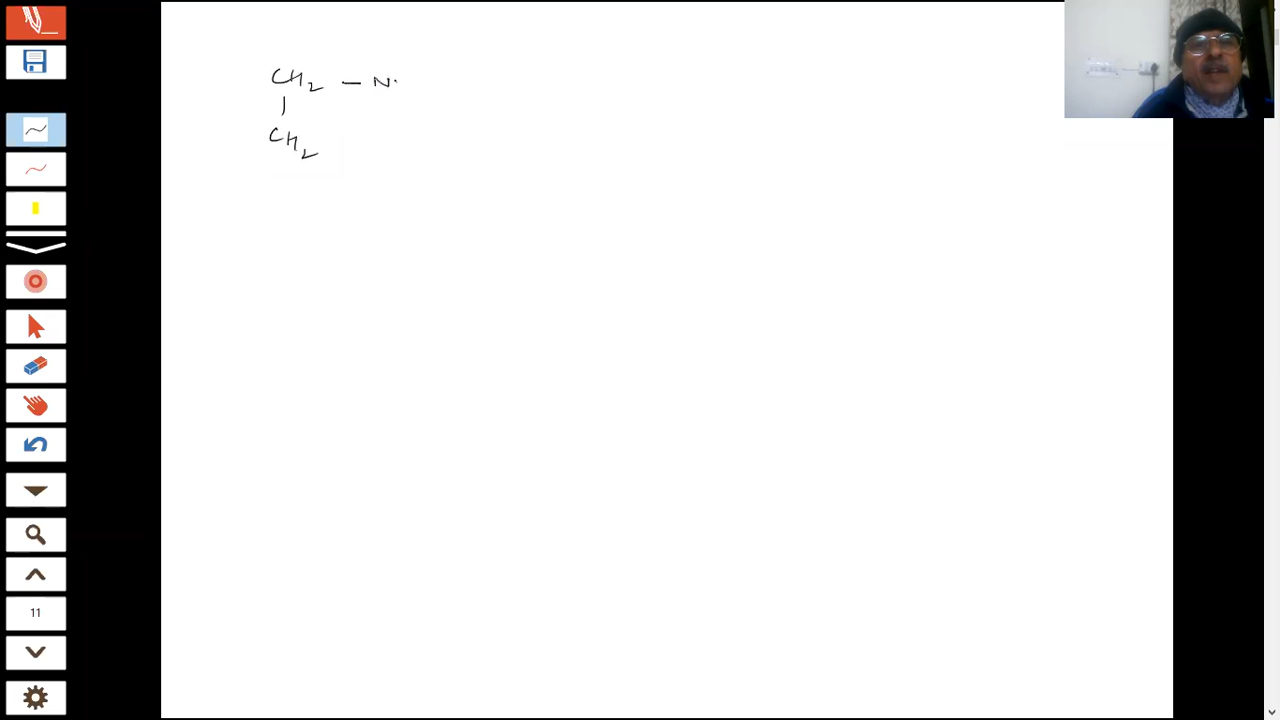 CH2 — N
|
CH2
11